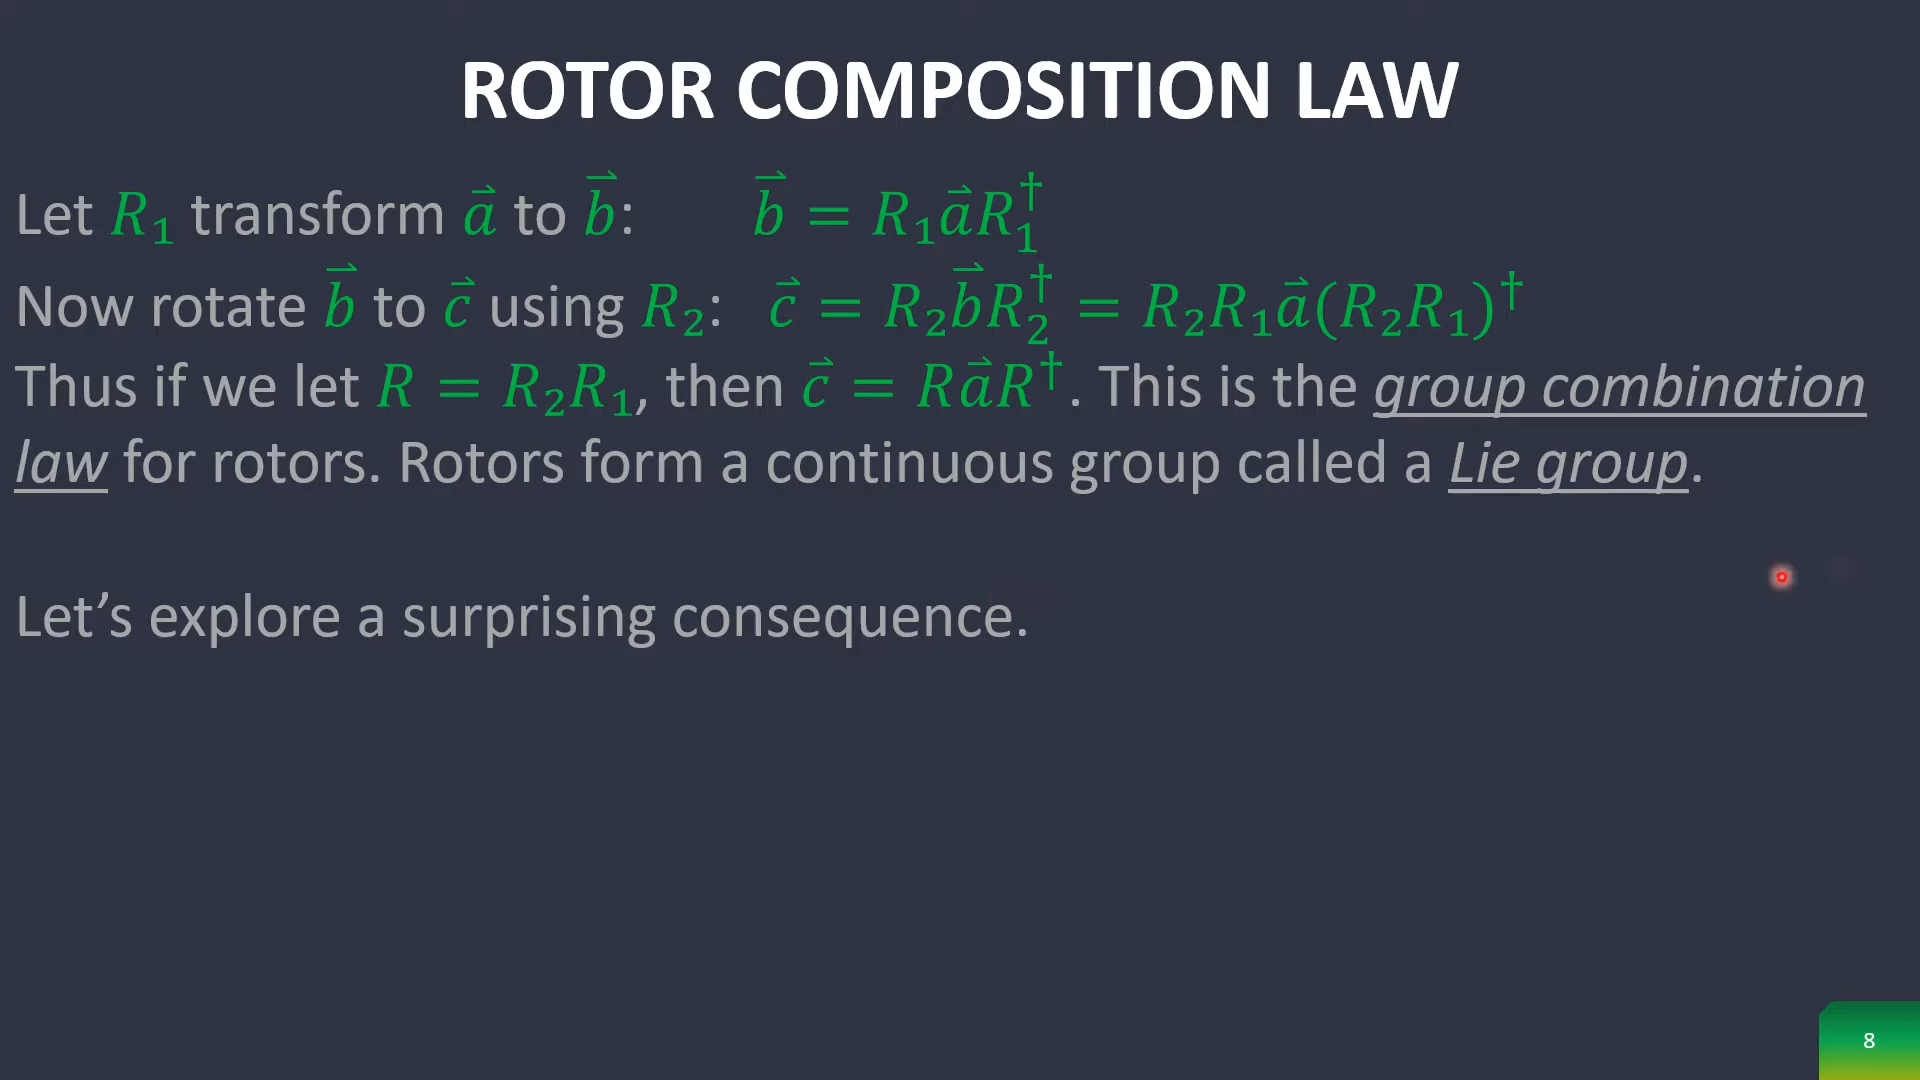 ROTOR COMPOSITION LAW
Let R₁ transform a⃗ to b⃗: b⃗ = R₁a⃗R₁†
Now rotate b⃗ to c⃗ using R₂: c⃗ = R₂b⃗R₂† = R₂R₁a⃗(R₂R₁)†
Thus if we let R = R₂R₁, then c⃗ = Ra⃗R†. This is the group combination
law for rotors. Rotors form a continuous group called a Lie group.
Let’s explore a surprising consequence.
8